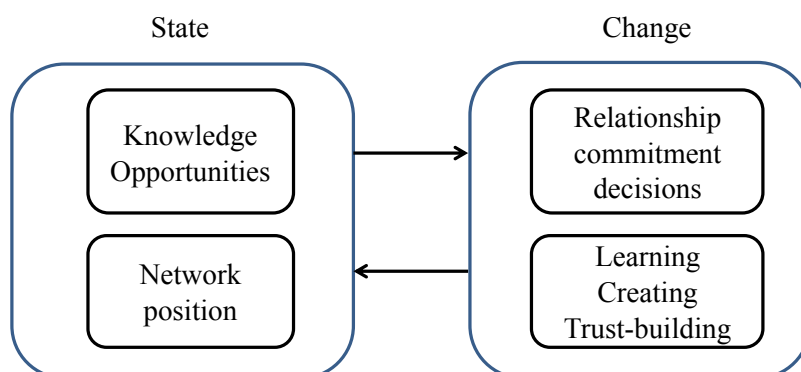 State
Change
Knowledge
Opportunities
Relationship
commitment
decisions
Network
position
Learning
Creating
Trust-building